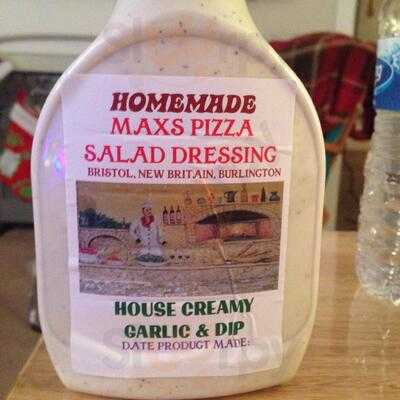 HOMEMADE
MAXS PIZZA
SALAD DRESSING
BRISTOL, NEW BRITAIN, BURLINGTON
HOUSE CREAMY
GARLIC & DIP
DATE PRODUCT MADE: